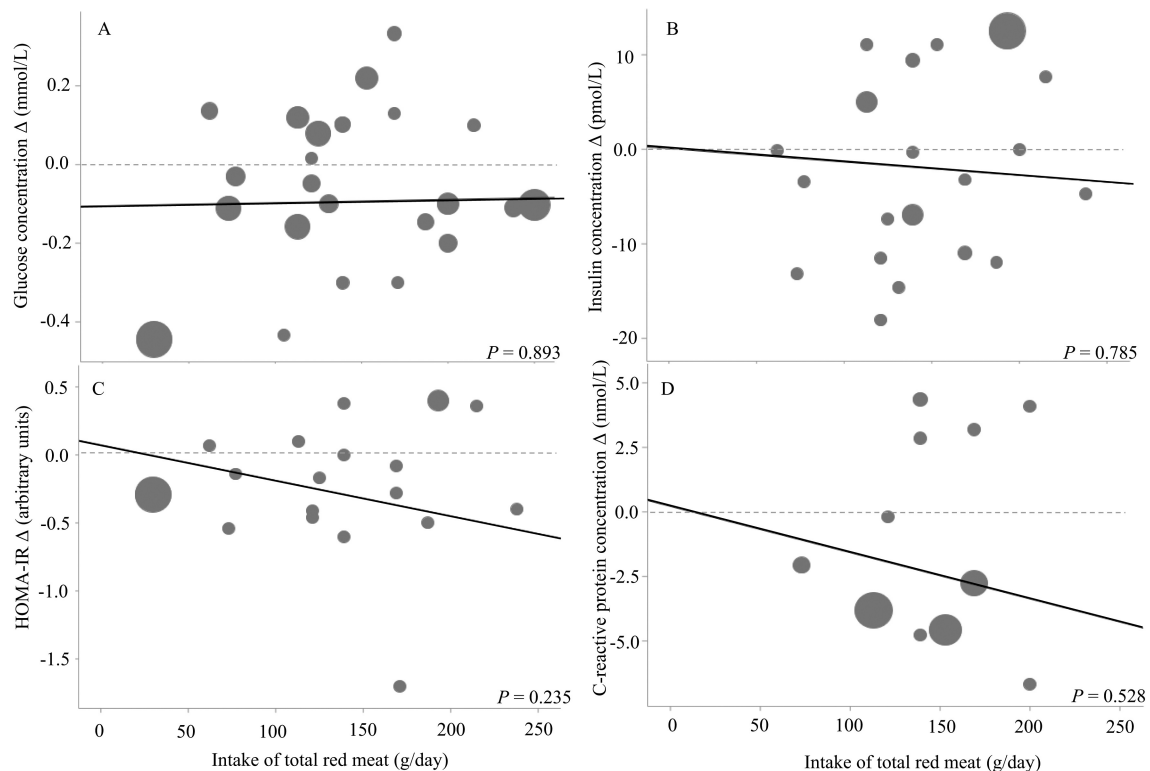 A
Glucose concentration Δ (mmol/L)
0.2
0.0
-0.2
-0.4
P = 0.893
B
Insulin concentration Δ (pmol/L)
10
0.0
-10
-20
P = 0.785
C
HOMA-IR Δ (arbitrary units)
0.5
0.0
-0.5
-1.0
-1.5
P = 0.235
0 50 100 150 200 250
Intake of total red meat (g/day)
D
C-reactive protein concentration Δ (nmol/L)
5.0
2.5
0.0
-2.5
-5.0
P = 0.528
0 50 100 150 200 250
Intake of total red meat (g/day)